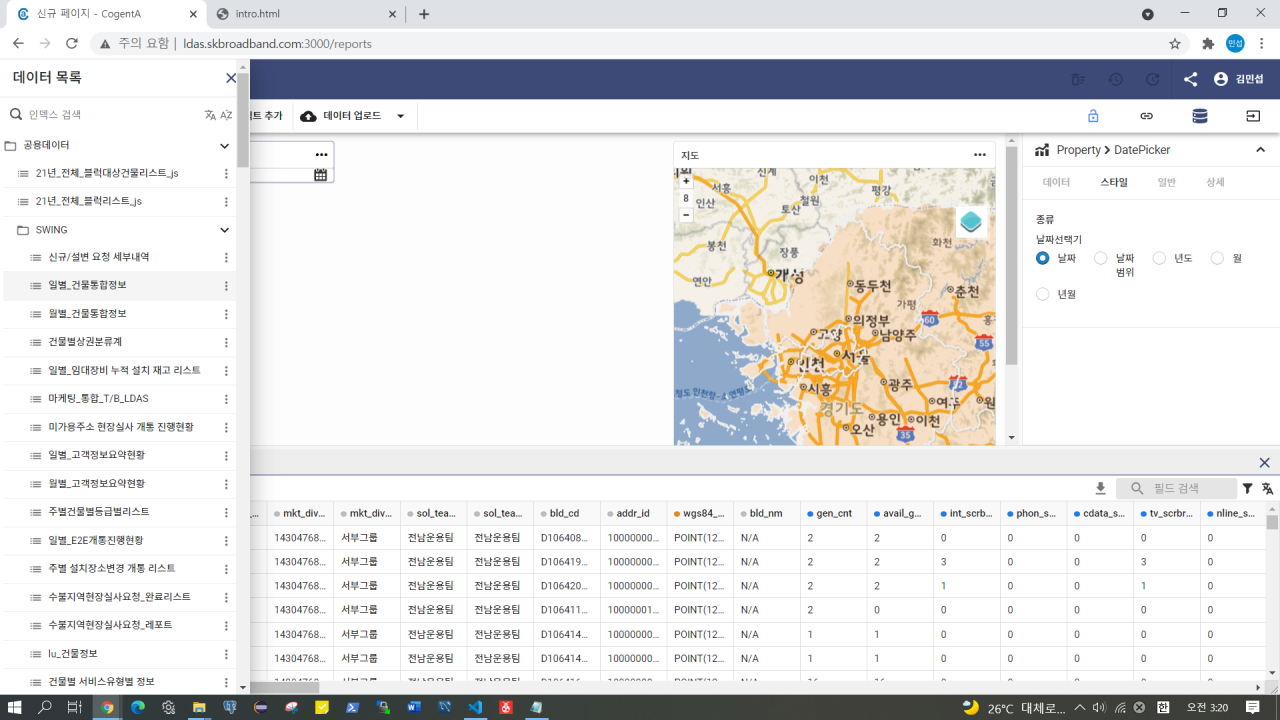 신규 페이지 - CogentA
intro.html
주의 요함 | ldas.skbroadband.com:3000/reports
민섭
데이터 목록
김민섭
인덱스 검색
트 추가
데이터 업로드
공용데이터
21년_전체_블럭대상건물리스트_js
21년_전체_블럭리스트_js
SWING
신규/설변 요청 세부내역
일별_건물통합정보
월별_건물통합정보
건물별상권분류계
일별_임대장비 누적 설치 재고 리스트
마케팅_통합_T/B_LDAS
미가용주소 현장실사 개통 진행현황
일별_고객정보요약현황
월별_고객정보요약현황
주별건물별등급별리스트
일별_E2E개통진행현황
주별 설치장소변경 개통 리스트
수불지역현장실사요청_완료리스트
수불지역현장실사요청_레포트
lu_건물정보
건물별 서비스유형별 정보
지도
+
8
−
서흥
신계
이천
평강
인산
철원
토산
봉천
장풍
화천
연안
개성
동두천
춘천
가평
의정부
60
고양
남양주
55
서울
인천
광주
시흥
경기도
여주
원
용인
이천
오산
35
Property > DatePicker
데이터 스타일 일반 상세
종류
날짜선택기
날짜
날짜 범위
년도
월
년월
필드 검색
mkt_div... mkt_div... sol_tea... sol_tea... bld_cd addr_id wgs84_... bld_nm gen_cnt avail_g... int_scrb... phon_s... cdata_s... tv_scrbr... nline_s...
14304768... 서부그룹 전남운용팀 전남운용팀 D106408... 10000000... POINT(12... N/A 2 2 0 0 0 0 0
14304768... 서부그룹 전남운용팀 전남운용팀 D106419... 10000000... POINT(12... N/A 2 2 3 0 0 3 0
14304768... 서부그룹 전남운용팀 전남운용팀 D106420... 10000000... POINT(12... N/A 2 2 1 0 0 1 0
14304768... 서부그룹 전남운용팀 전남운용팀 D106411... 10000001... POINT(12... N/A 2 0 0 0 0 0 0
14304768... 서부그룹 전남운용팀 전남운용팀 D106414... 10000000... POINT(12... N/A 1 1 0 0 0 0 0
14304768... 서부그룹 전남운용팀 전남운용팀 D106414... 10000000... POINT(12... N/A 1 1 0 0 0 0 0
26°C 대체로...
한
오전 3:20